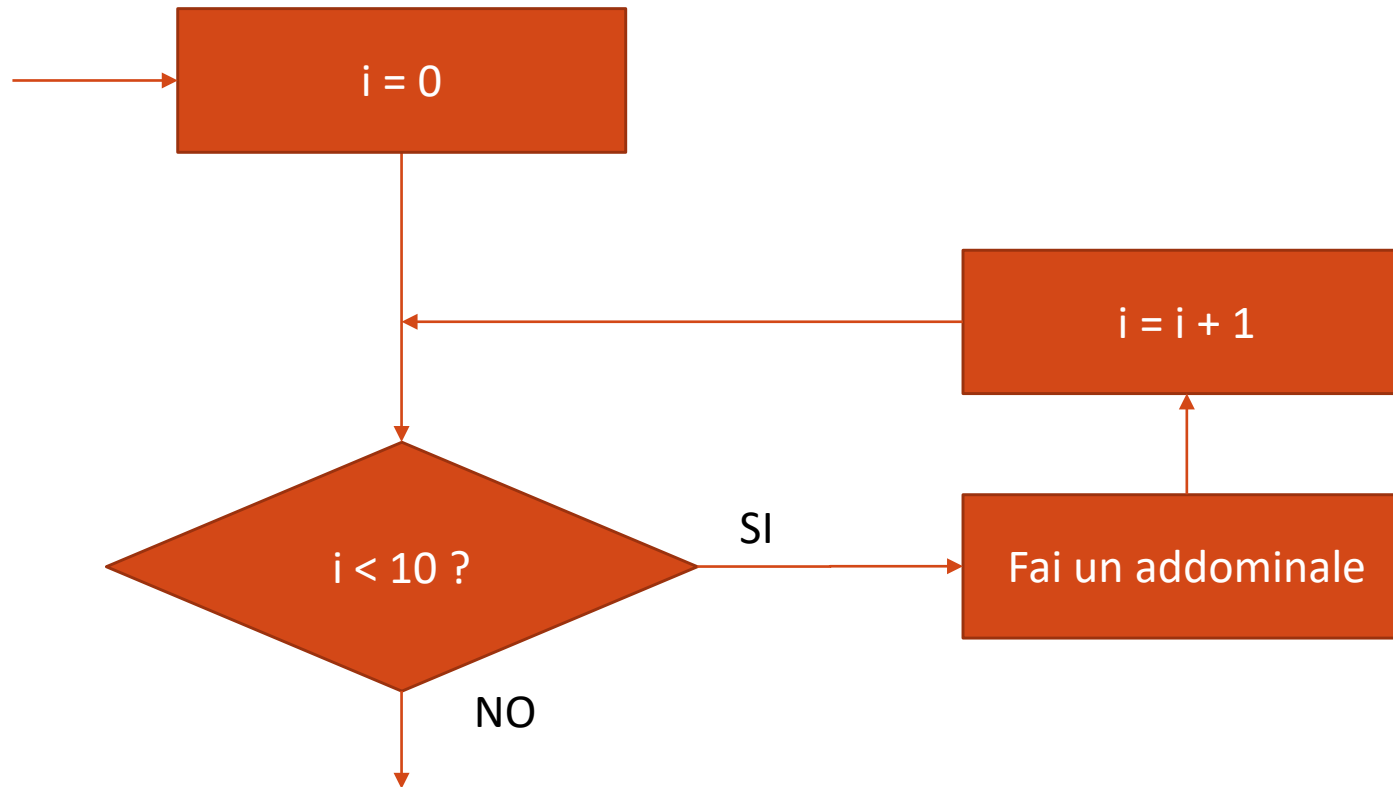 i = 0
i = i + 1
i < 10 ?
SI
Fai un addominale
NO